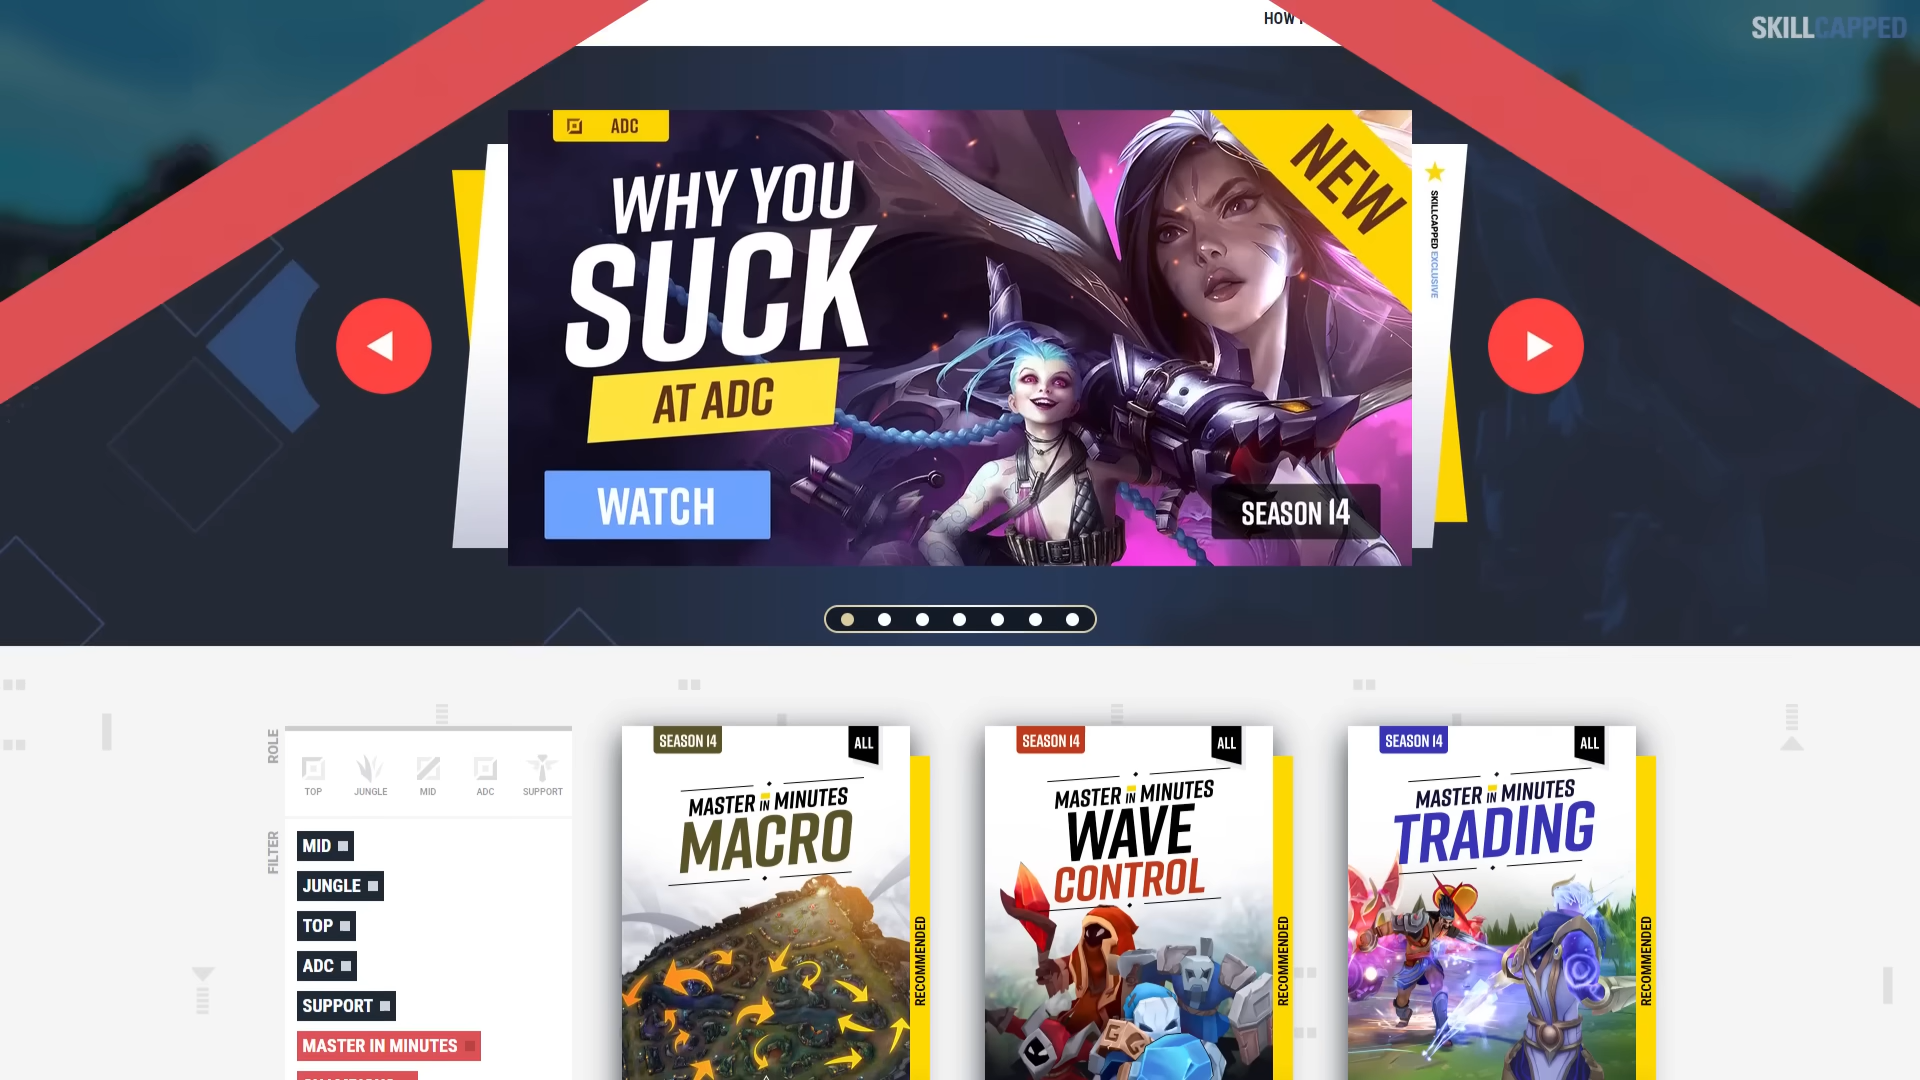 HOW
SKILLCAPPED
ADC
NEW
WHY YOU
SUCK
AT ADC
WATCH
SEASON 14
SKILLCAPPED EXCLUSIVE
ROLE
TOP
JUNGLE
MID
ADC
SUPPORT
FILTER
MID
JUNGLE
TOP
ADC
SUPPORT
MASTER IN MINUTES
SEASON 14
ALL
MASTER IN MINUTES
MACRO
RECOMMENDED
SEASON 14
ALL
MASTER IN MINUTES
WAVE
CONTROL
RECOMMENDED
SEASON 14
ALL
MASTER IN MINUTES
TRADING
RECOMMENDED